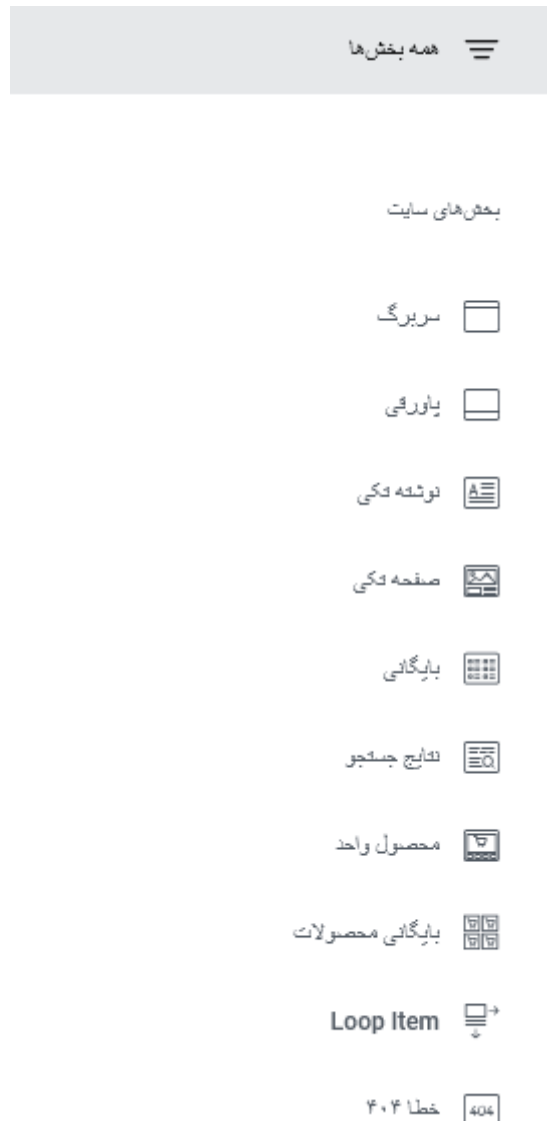 همه بخش‌ها
بخش‌های سایت
سربرگ
پاورقی
نوشته تکی
صفحه تکی
بایگانی
نتایج جستجو
محصول واحد
بایگانی محصولات
Loop Item
خطا ۴۰۴
404